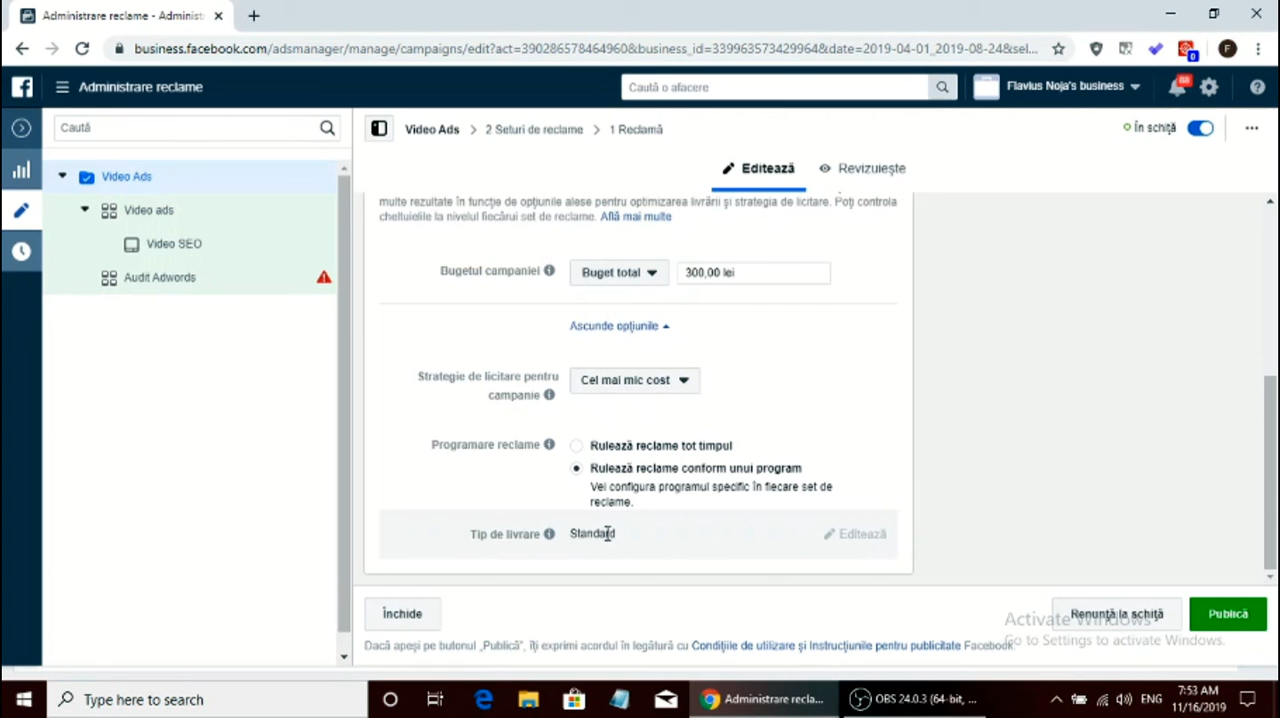 Administrare reclame - Administ
business.facebook.com/adsmanager/manage/campaigns/edit?act=390286578464960&business_id=339963573429964&date=2019-04-01_2019-08-24&sel...
F
0
Administrare reclame
Caută o afacere
Flavius Noja's business
Caută
Video Ads
Video ads
Video SEO
Audit Adwords
Video Ads > 2 Seturi de reclame > 1 Reclamă
În schiță
Editează
Revizuiește
multe rezultate în funcție de opțiunile alese pentru optimizarea livrării și strategia de licitare. Poți controla
cheltuielile la nivelul fiecărui set de reclame. Află mai multe
Bugetul campaniei
Buget total
300,00 lei
Ascunde opțiunile
Strategie de licitare pentru
campanie
Cel mai mic cost
Programare reclame
Rulează reclame tot timpul
Rulează reclame conform unui program
Vei configura programul specific în fiecare set de
reclame.
Tip de livrare
Standard
Editează
Închide
Renunță la schiță
Publică
Activate Windows
Go to Settings to activate Windows.
Dacă apeși pe butonul „Publică”, îți exprimi acordul în legătură cu Condițiile de utilizare și Instrucțiunile pentru publicitate Facebook.
Type here to search
Administrare recla...
OBS 24.0.3 (64-bit, ...
ENG
7:53 AM
11/16/2019